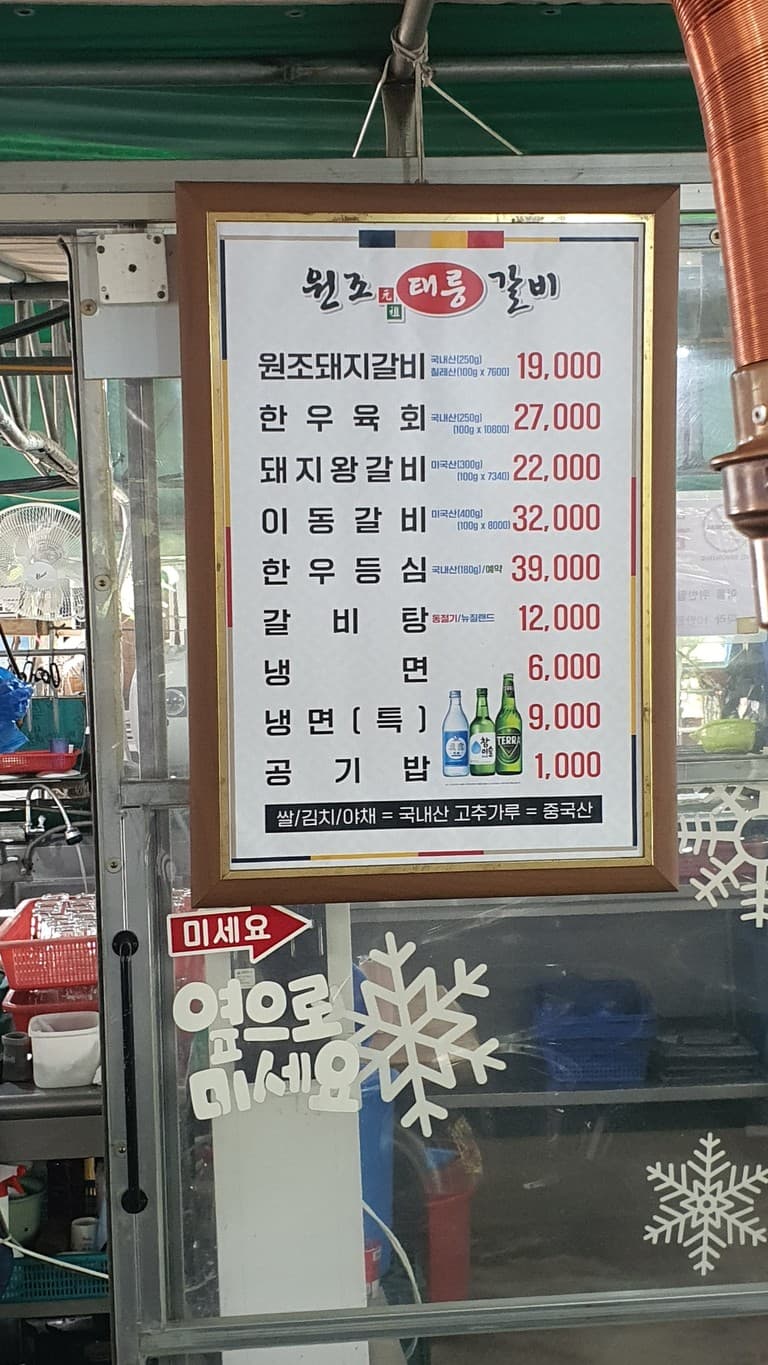 원조 元祖 태릉 갈비
원조돼지갈비 국내산(250g) 칠레산(100g x 7600) 19,000
한우육회 국내산(250g) (100g x 10800) 27,000
돼지왕갈비 미국산(300g) (100g x 7340) 22,000
이동갈비 미국산(400g) (100g x 8000) 32,000
한우등심 국내산(180g)/예약 39,000
갈비탕 동절기/뉴질랜드 12,000
냉면 6,000
냉면(특) 9,000
공기밥 1,000
참이슬
TERRA
쌀/김치/야채 = 국내산 고추가루 = 중국산
미세요
옆으로
미세요